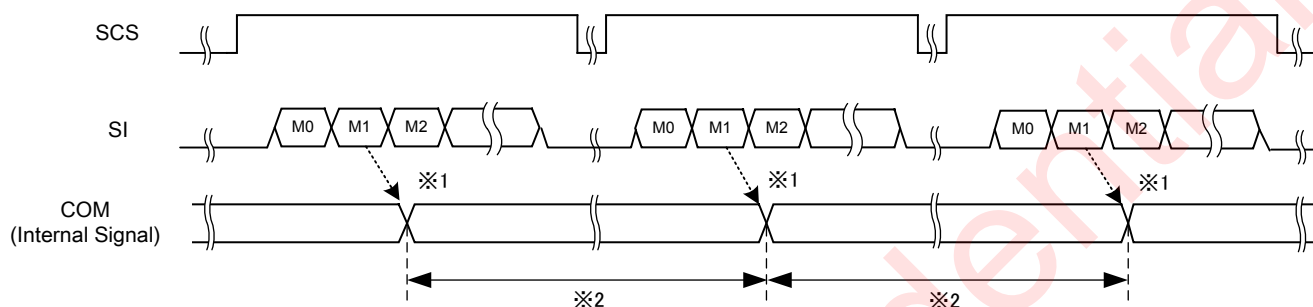 SCS
SI
M0 M1 M2
M0 M1 M2
M0 M1 M2
※1
※1
※1
COM
(Internal Signal)
※2
※2
dential